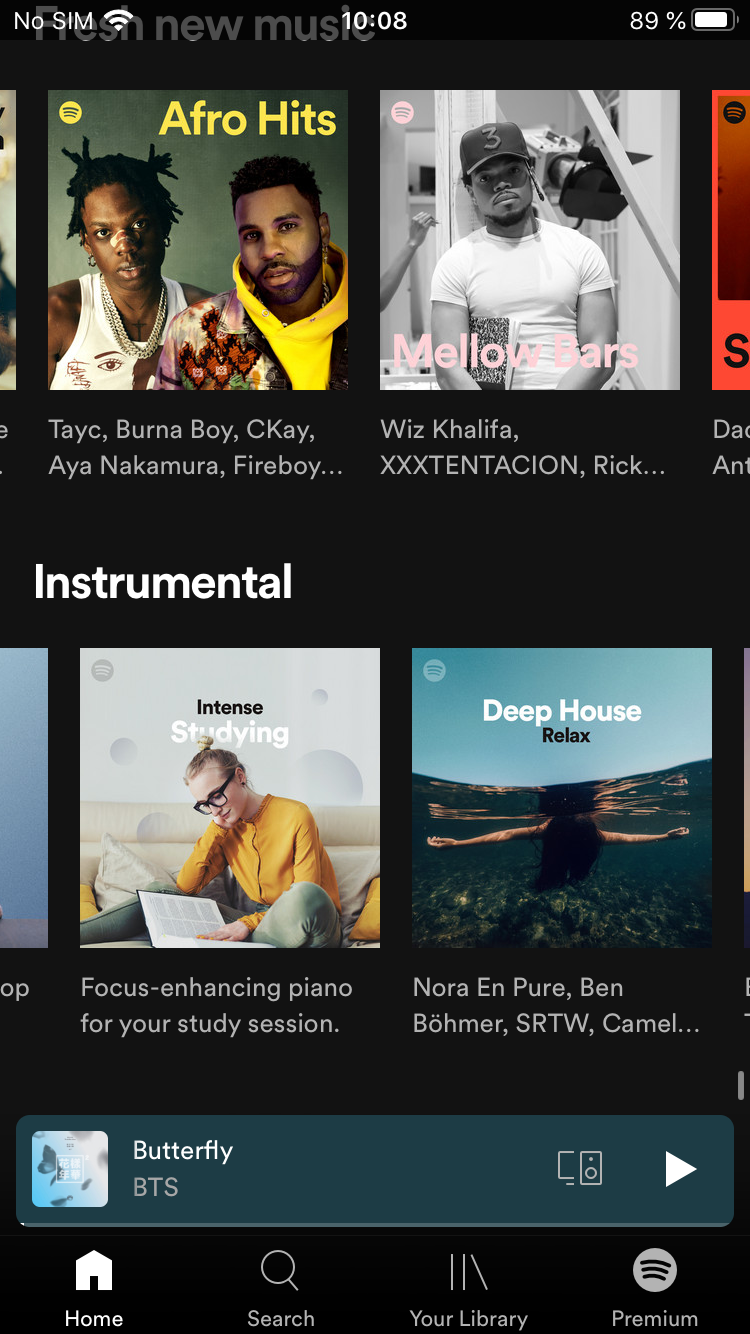 No SIM 10:08 89 %
Fresh new music
Afro Hits
3
Mellow Bars
S
Tayc, Burna Boy, CKay,
Aya Nakamura, Fireboy...
Wiz Khalifa,
XXXTENTACION, Rick...
Dad
Ant
Instrumental
Intense
Studying
Deep House
Relax
op
Focus-enhancing piano
for your study session.
Nora En Pure, Ben
Böhmer, SRTW, Camel...
Butterfly
BTS
Home
Search
Your Library
Premium